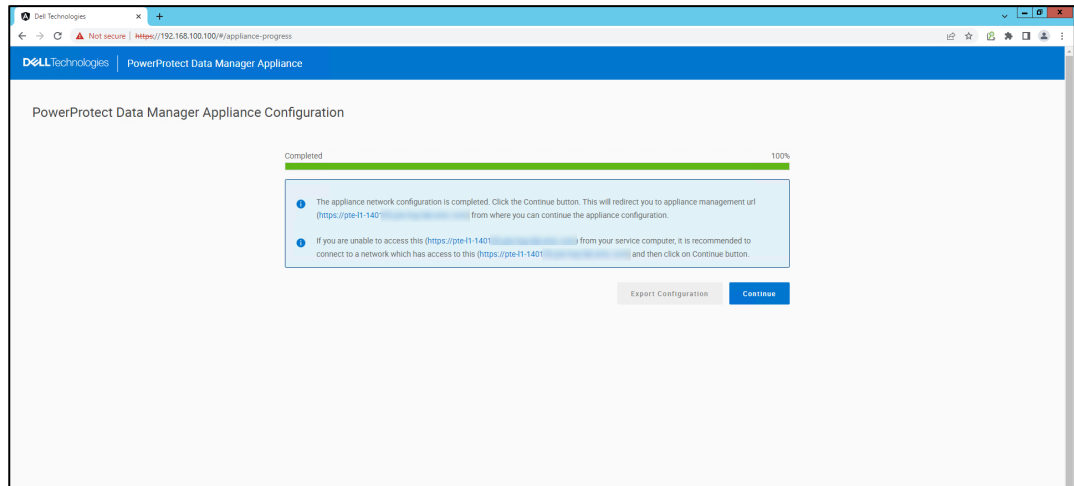 Dell Technologies
Not secure | https://192.168.100.100/#/appliance-progress
DELLTechnologies | PowerProtect Data Manager Appliance
PowerProtect Data Manager Appliance Configuration
Completed 100%
The appliance network configuration is completed. Click the Continue button. This will redirect you to appliance management url
(https://pte-l1-1401 from where you can continue the appliance configuration.
If you are unable to access this (https://pte-l1-1401 from your service computer, it is recommended to
connect to a network which has access to this (https://pte-l1-1401 and then click on Continue button.
Export Configuration Continue